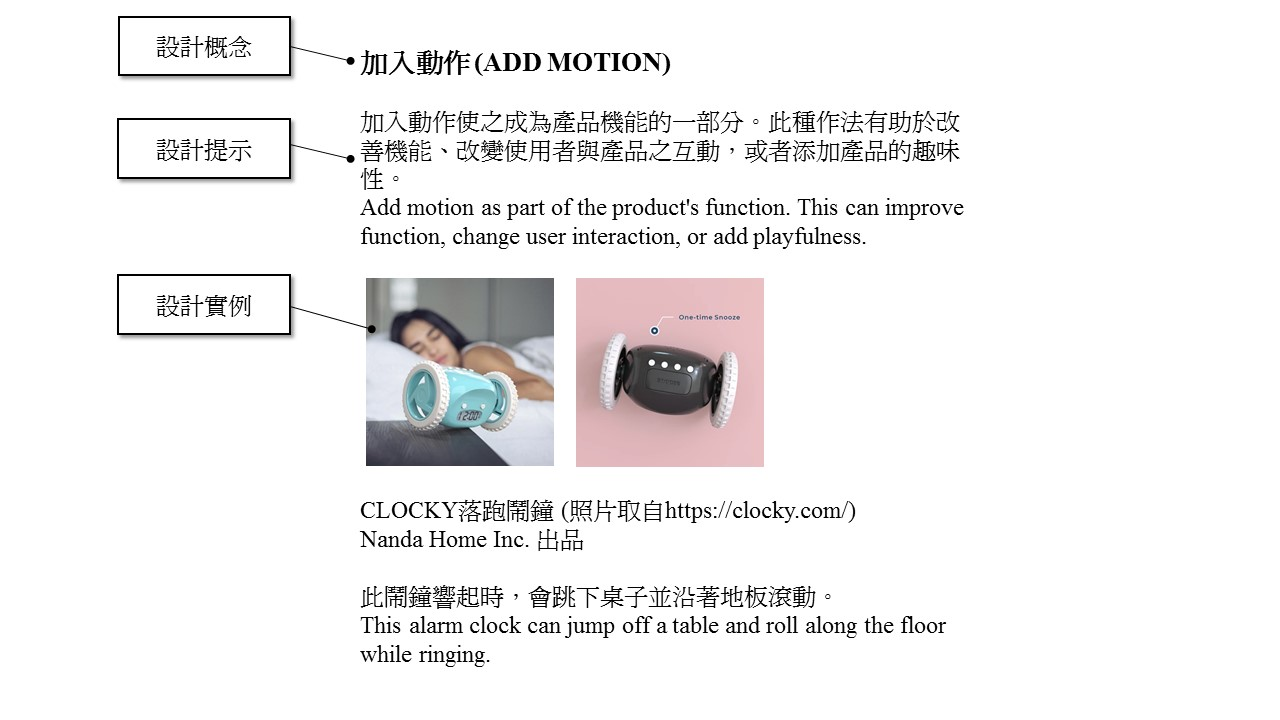 設計概念
加入動作(ADD MOTION)
設計提示
加入動作使之成為產品機能的一部分。此種作法有助於改
善機能、改變使用者與產品之互動，或者添加產品的趣味
性。
Add motion as part of the product's function. This can improve
function, change user interaction, or add playfulness.
設計實例
One-time Snooze
CLOCKY落跑鬧鐘 (照片取自https://clocky.com/)
Nanda Home Inc. 出品
此鬧鐘響起時，會跳下桌子並沿著地板滾動。
This alarm clock can jump off a table and roll along the floor
while ringing.